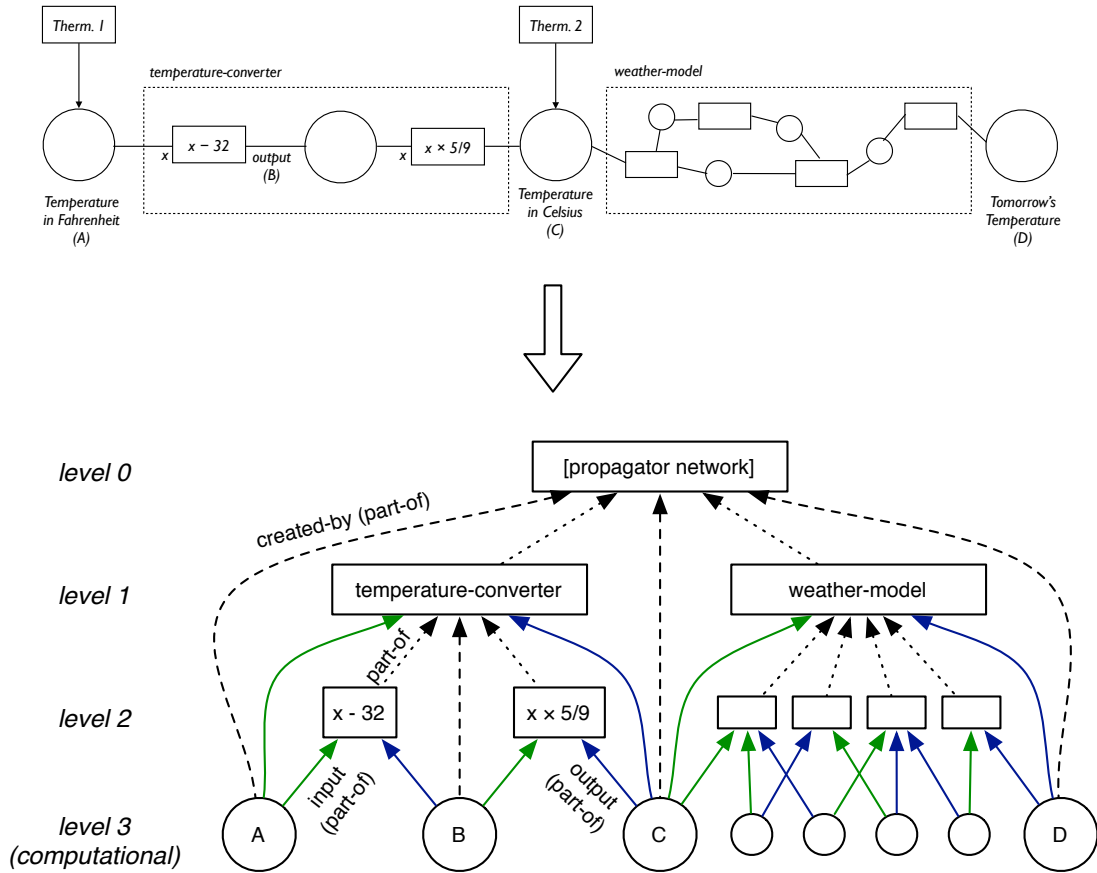 Therm. 1
Therm. 2
temperature-converter
weather-model
x − 32
x × 5/9
x
output
(B)
x
Temperature
in Fahrenheit
(A)
Temperature
in Celsius
(C)
Tomorrow's
Temperature
(D)
level 0
[propagator network]
created-by (part-of)
level 1
temperature-converter
weather-model
part-of
level 2
x - 32
x × 5/9
input
(part-of)
output
(part-of)
level 3
(computational)
A
B
C
D